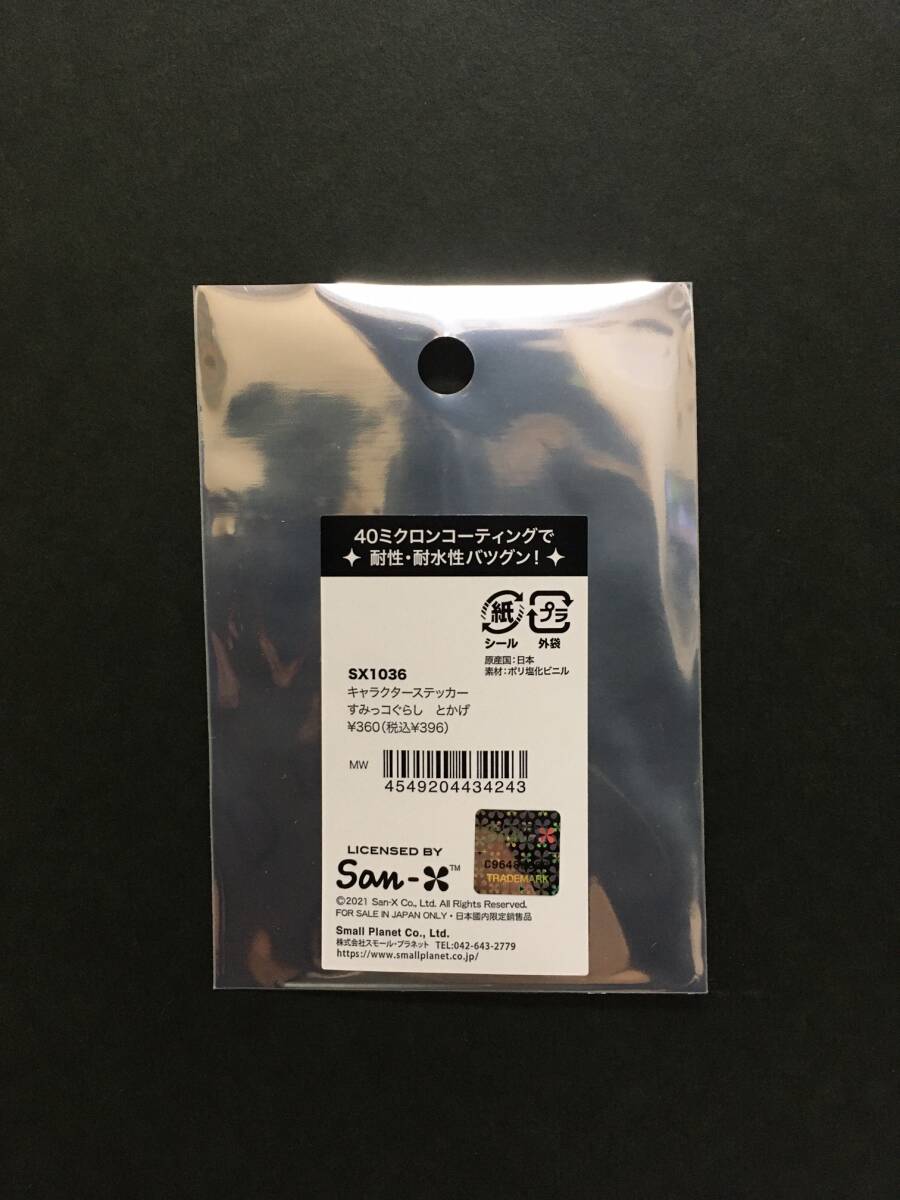 40ミクロンコーティングで
耐性・耐水性バツグン！
紙 プラ
シール 外袋
原産国：日本
素材：ポリ塩化ビニル
SX1036
キャラクターステッカー
すみっコぐらし とかげ
¥360(税込¥396)
MW
4549204434243
LICENSED BY
San-X™
TRADEMARK
©2021 San-X Co., Ltd. All Rights Reserved.
FOR SALE IN JAPAN ONLY・日本國内限定銷售品
Small Planet Co., Ltd.
株式会社スモール・プラネット TEL:042-643-2779
https://www.smallplanet.co.jp/